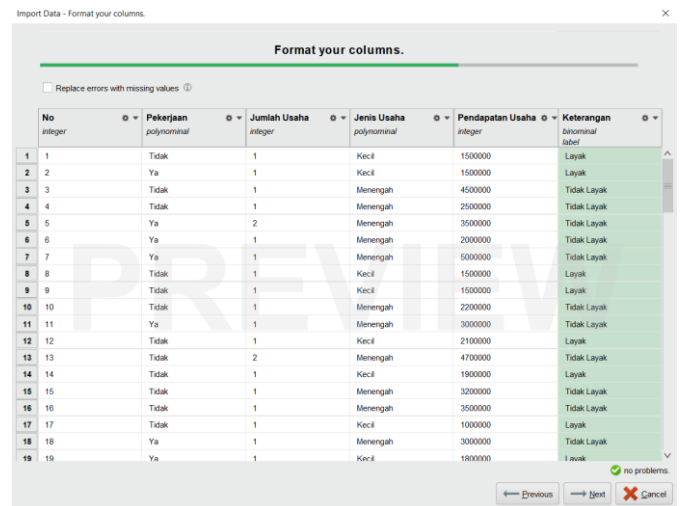 Import Data - Format your columns.
Format your columns.
Replace errors with missing values
No Pekerjaan Jumlah Usaha Jenis Usaha Pendapatan Usaha Keterangan
integer polynominal integer polynominal integer binominal
label
1 1 Tidak 1 Kecil 1500000 Layak
2 2 Ya 1 Kecil 1500000 Layak
3 3 Tidak 1 Menengah 4500000 Tidak Layak
4 4 Tidak 1 Menengah 2500000 Tidak Layak
5 5 Ya 2 Menengah 3500000 Tidak Layak
6 6 Ya 1 Menengah 2000000 Tidak Layak
7 7 Ya 1 Menengah 5000000 Tidak Layak
8 8 Tidak 1 Kecil 1500000 Layak
9 9 Tidak 1 Kecil 1500000 Layak
10 10 Tidak 1 Menengah 2200000 Tidak Layak
11 11 Ya 1 Menengah 3000000 Tidak Layak
12 12 Tidak 1 Kecil 2100000 Layak
13 13 Tidak 2 Menengah 4700000 Tidak Layak
14 14 Tidak 1 Kecil 1900000 Layak
15 15 Tidak 1 Menengah 3200000 Tidak Layak
16 16 Tidak 1 Menengah 3500000 Tidak Layak
17 17 Tidak 1 Kecil 1000000 Layak
18 18 Ya 1 Menengah 3000000 Tidak Layak
19 19 Ya 1 Kecil 1800000 Layak
PREVIEW
no problems.
Previous Next Cancel